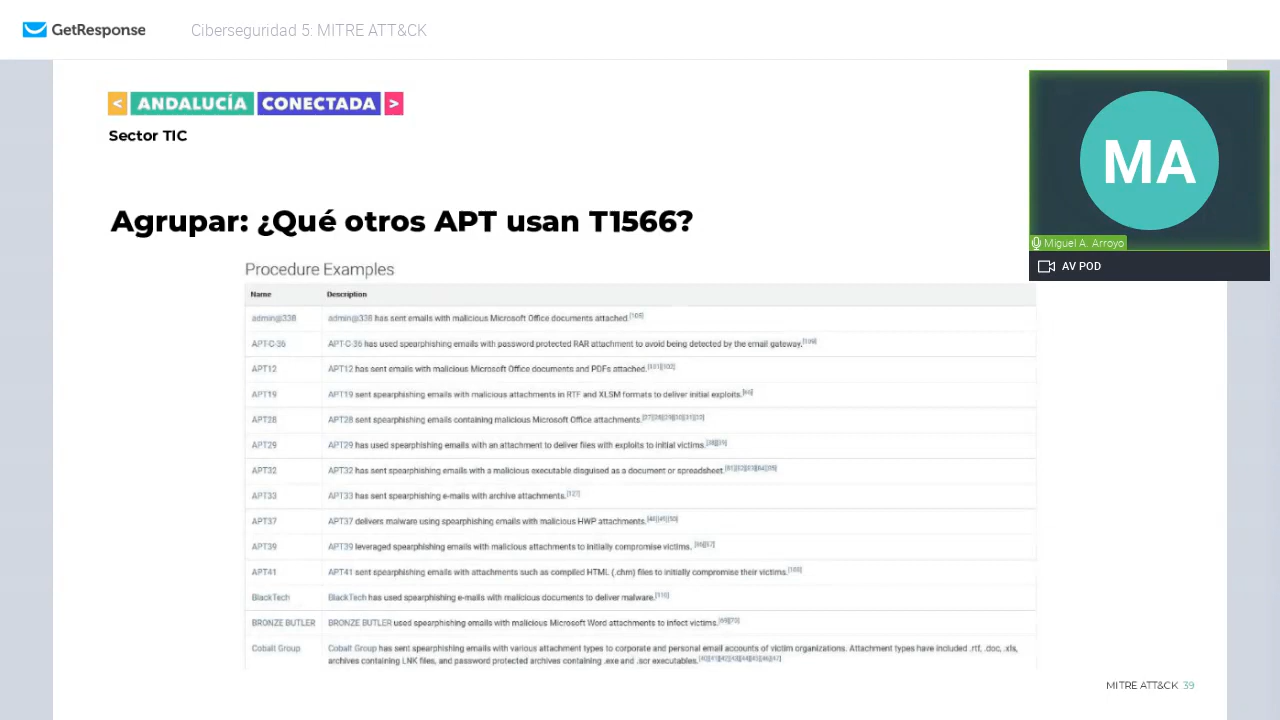 GetResponse
Ciberseguridad 5: MITRE ATT&CK
< ANDALUCÍA CONECTADA >
Sector TIC
MA
Miguel A. Arroyo
AV POD
Agrupar: ¿Qué otros APT usan T1566?
Procedure Examples
Name Description
admin@338 admin@338 has sent emails with malicious Microsoft Office documents attached.
APT-C-36 APT-C-36 has used spearphishing emails with password protected RAR attachment to avoid being detected by the email gateway.[109]
APT12 APT12 has sent emails with malicious Microsoft Office documents and PDFs attached.[101][102]
APT19 APT19 sent spearphishing emails with malicious attachments in RTF and XLSM formats to deliver initial exploits.
APT28 APT28 sent spearphishing emails containing malicious Microsoft Office attachments.
APT29 APT29 has used spearphishing emails with an attachment to deliver files with exploits to initial victims.
APT32 APT32 has sent spearphishing emails with a malicious executable disguised as a document or spreadsheet.
APT33 APT33 has sent spearphishing e-mails with archive attachments.
APT37 APT37 delivers malware using spearphishing emails with malicious HWP attachments.
APT39 APT39 leveraged spearphishing emails with malicious attachments to initially compromise victims.
APT41 APT41 sent spearphishing emails with attachments such as compiled HTML (.chm) files to initially compromise their victims.
BlackTech BlackTech has used spearphishing e-mails with malicious documents to deliver malware.
BRONZE BUTLER BRONZE BUTLER used spearphishing emails with malicious Microsoft Word attachments to infect victims.
Cobalt Group Cobalt Group has sent spearphishing emails with various attachment types to corporate and personal email accounts of victim organizations. Attachment types have included .rtf, .doc, .xls,
archives containing LNK files, and password protected archives containing .exe and .scr executables.
MITRE ATT&CK 39